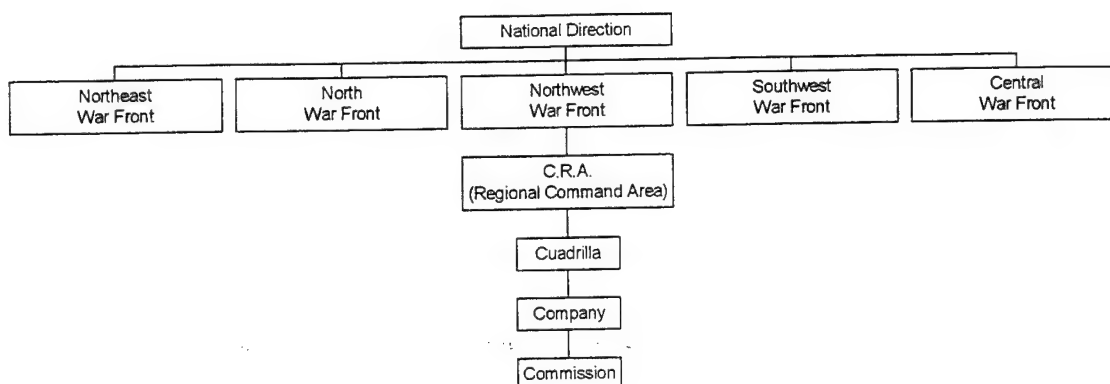 National Direction
Northeast
War Front
North
War Front
Northwest
War Front
Southwest
War Front
Central
War Front
C.R.A.
(Regional Command Area)
Cuadrilla
Company
Commission